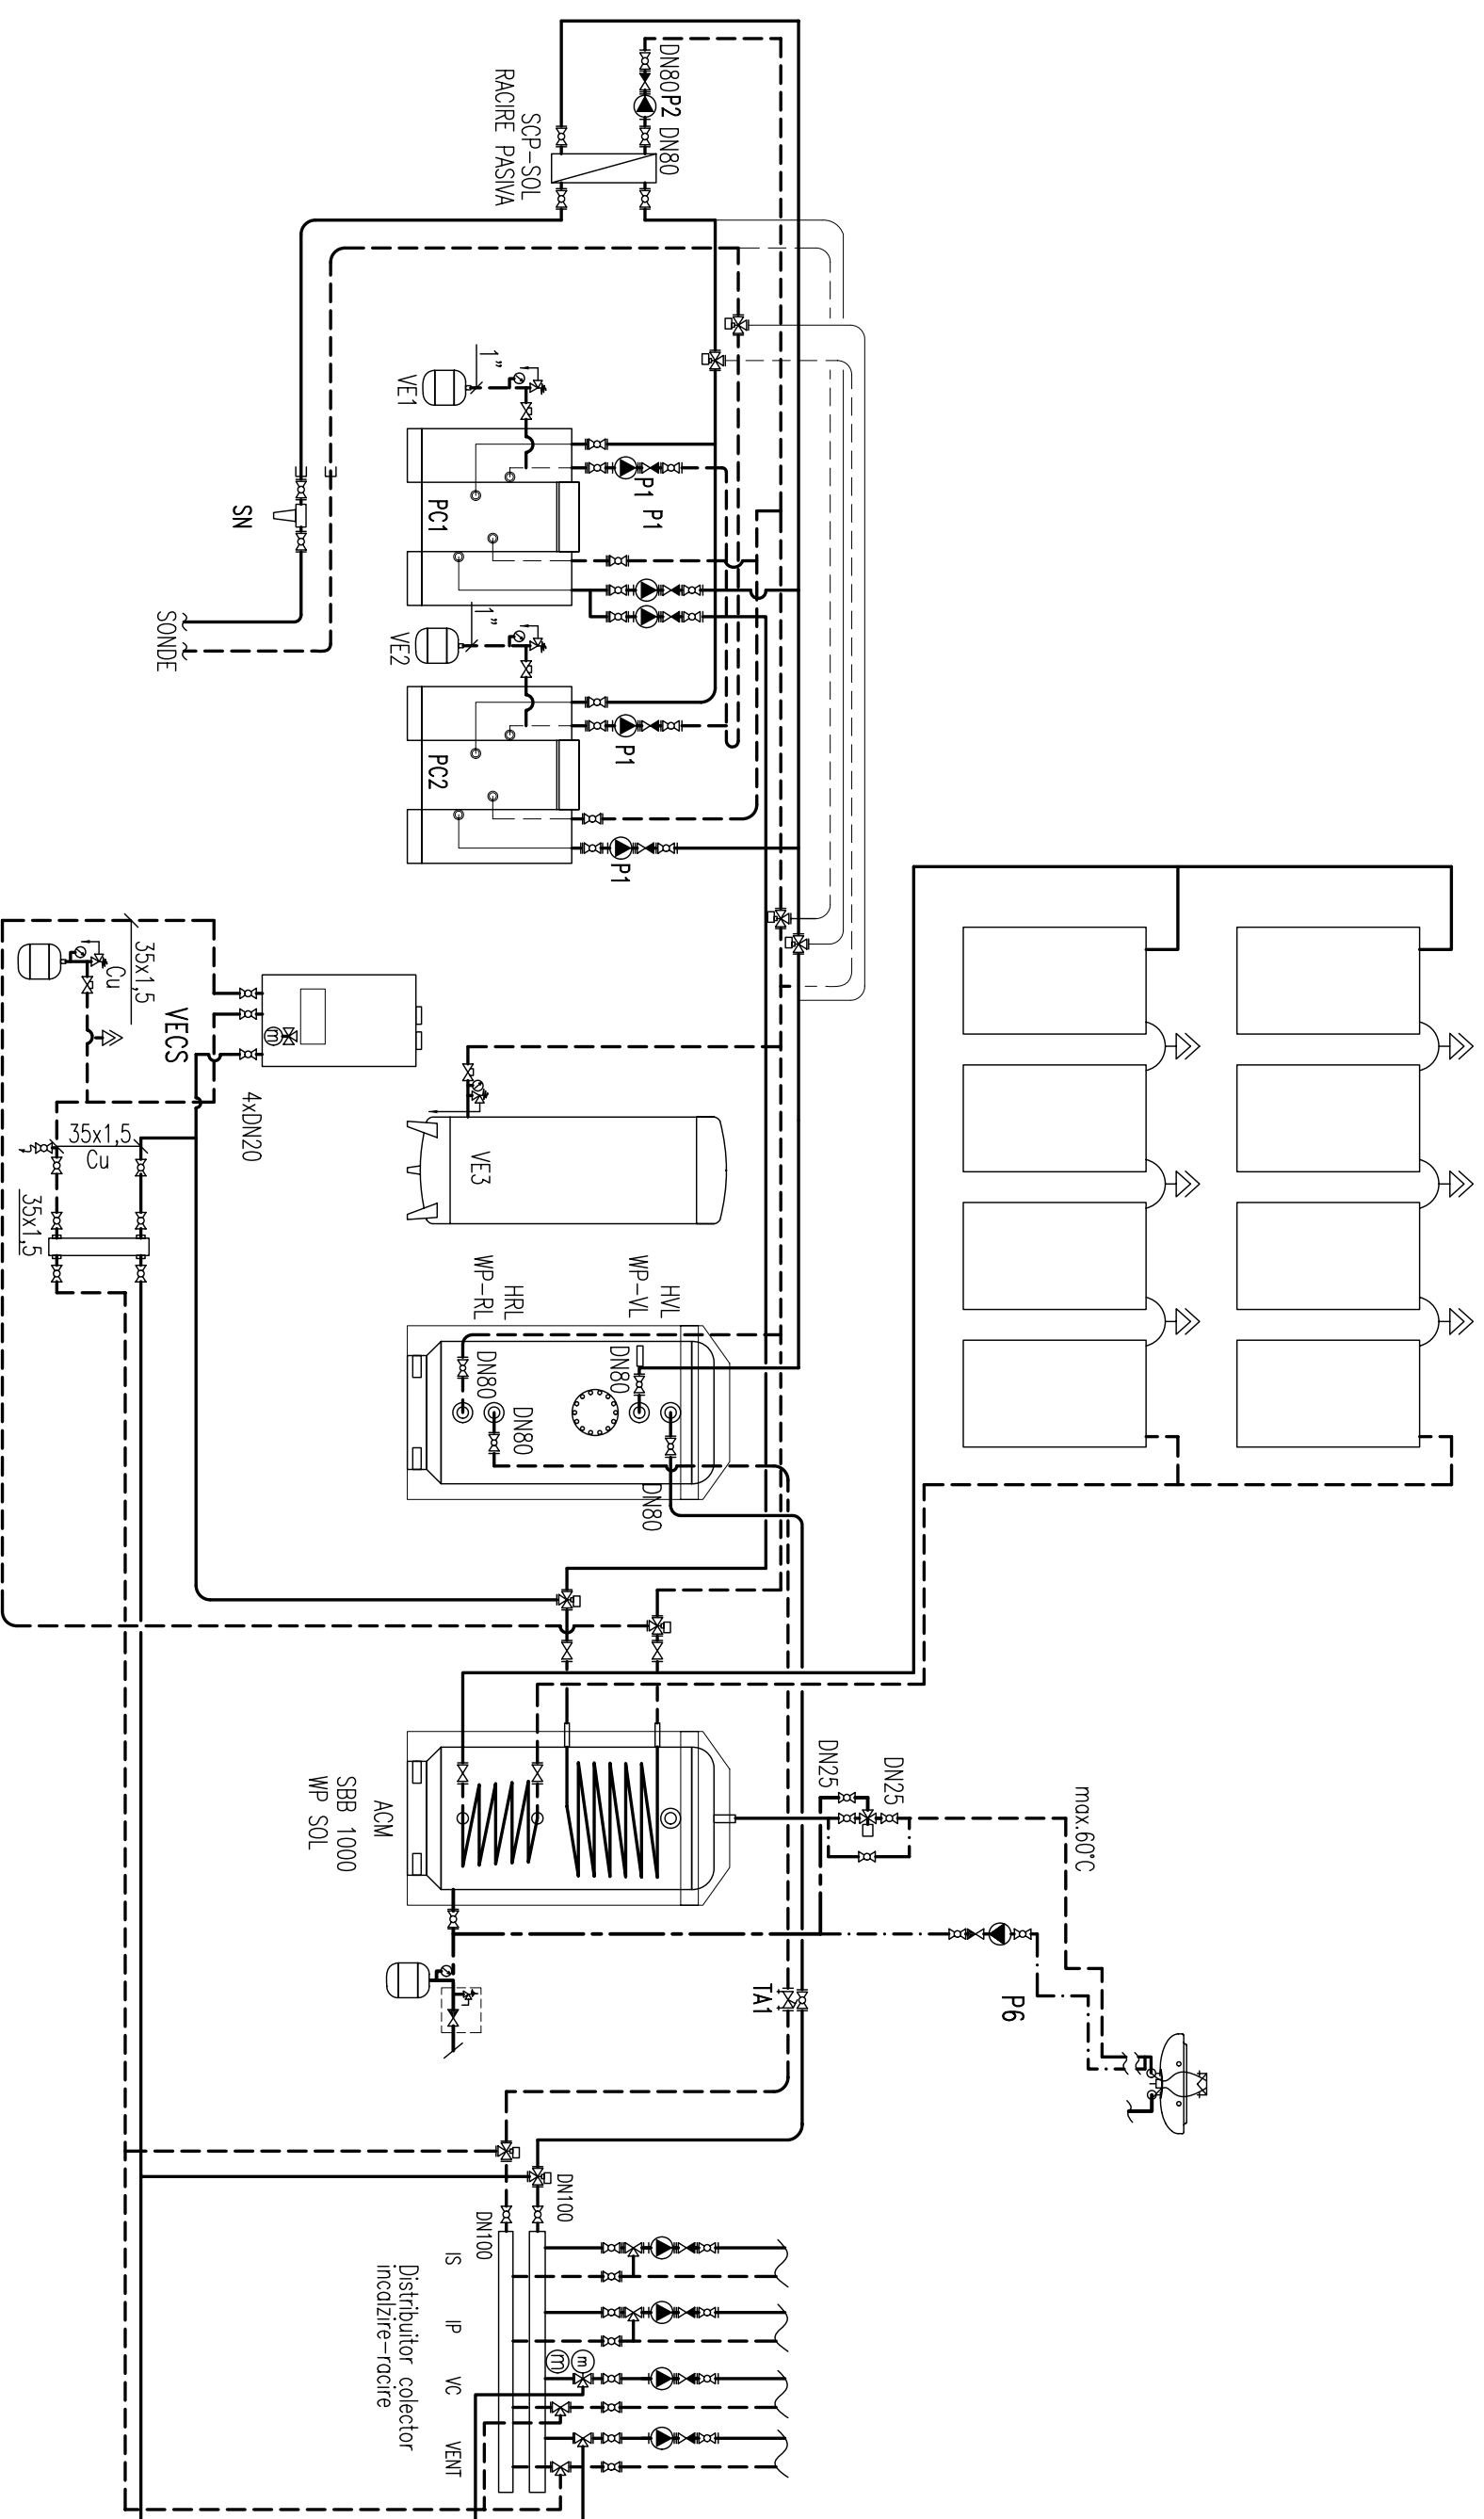 DN80
P2
DN80
SCP-SOL
RACIRE PASIVA
1"
VE1
P1
P1
PC1
SN
SONDE
1"
VE2
P1
PC2
P1
35x1,5
Cu
VECS
m
4xDN20
35x1,5
Cu
35x1,5
VE3
HVL
WP-VL
HRL
WP-RL
DN80
DN80
DN80
DN80
ACM
SBB 1000
WP SOL
DN25
DN25
max.60°C
P6
TA1
DN100
DN100
IS
IP
m
m
VC
VENT
Distribuitor colector
incalzire-racire